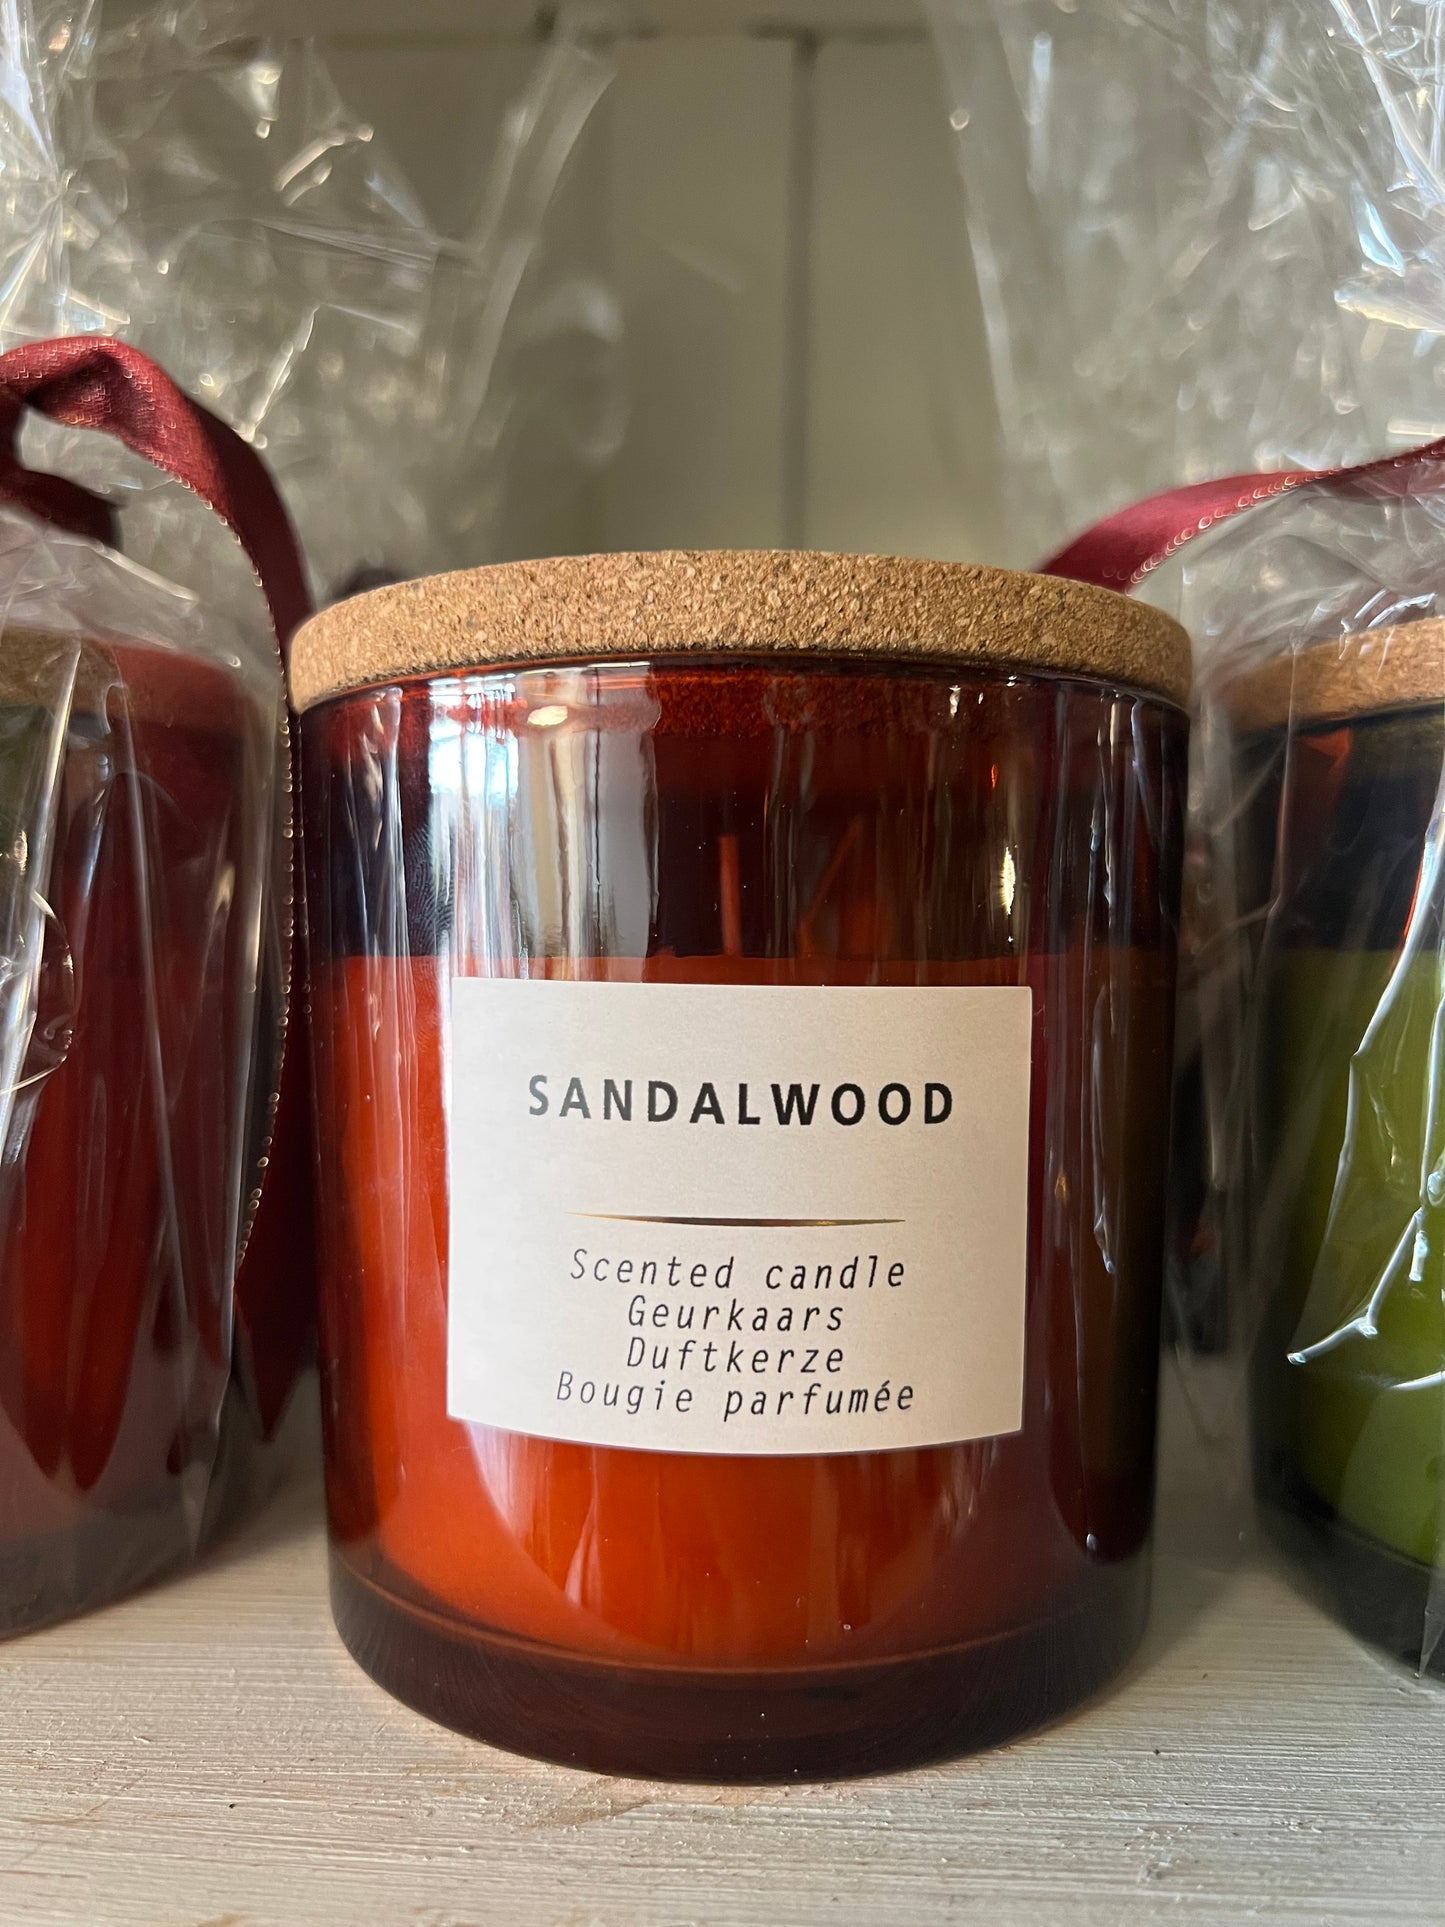 SANDALWOOD
Scented candle
Geurkaars
Duftkerze
Bougie parfumée